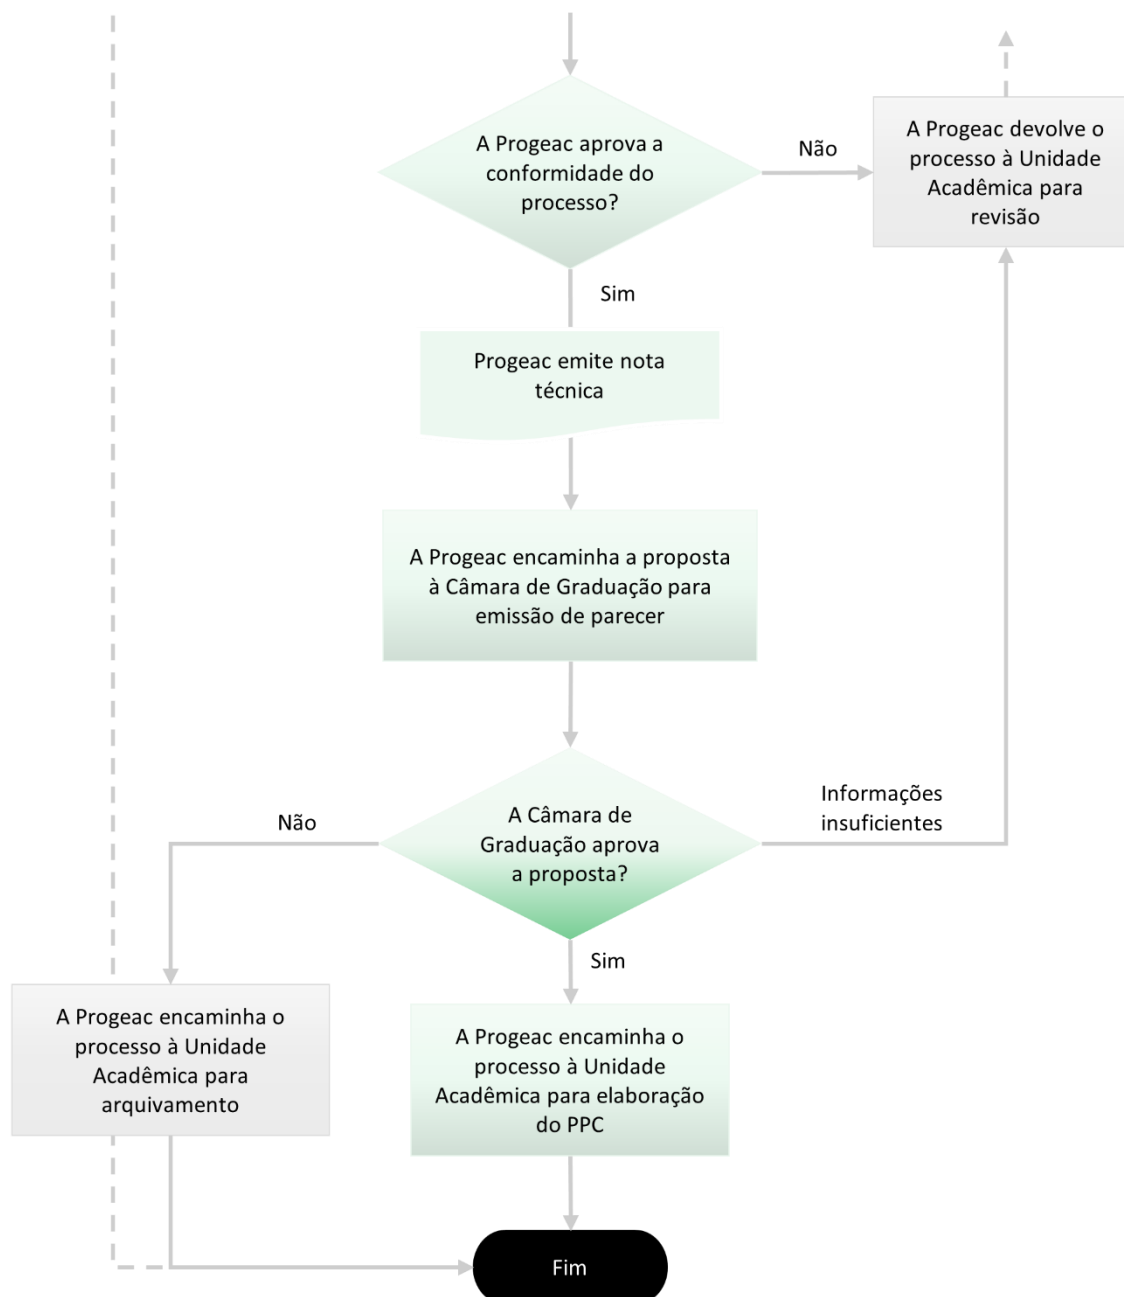 A Progeac aprova a
conformidade do
processo?
Não
A Progeac devolve o
processo à Unidade
Acadêmica para
revisão
Sim
Progeac emite nota
técnica
A Progeac encaminha a proposta
à Câmara de Graduação para
emissão de parecer
A Câmara de
Graduação aprova
a proposta?
Não
Informações
insuficientes
Sim
A Progeac encaminha o
processo à Unidade
Acadêmica para
arquivamento
A Progeac encaminha o
processo à Unidade
Acadêmica para elaboração
do PPC
Fim